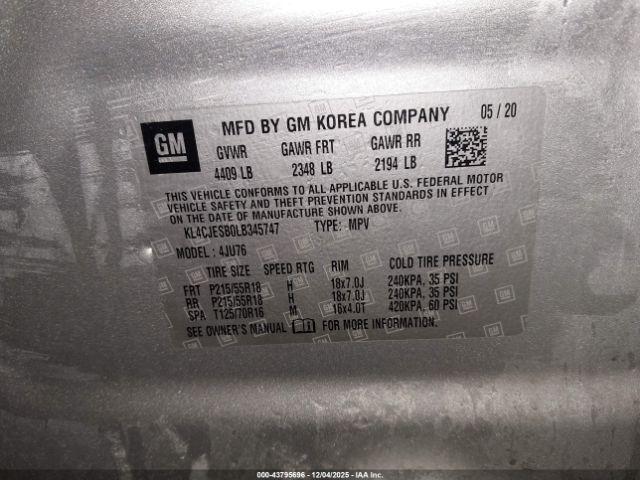 GM
MFD BY GM KOREA COMPANY 05 / 20
GVWR GAWR FRT GAWR RR
4409 LB 2348 LB 2194 LB
THIS VEHICLE CONFORMS TO ALL APPLICABLE U.S. FEDERAL MOTOR
VEHICLE SAFETY AND THEFT PREVENTION STANDARDS IN EFFECT
ON THE DATE OF MANUFACTURE SHOWN ABOVE.
KL4CJESB0LB345747 TYPE: MPV
MODEL: 4JU76
TIRE SIZE SPEED RTG RIM COLD TIRE PRESSURE
FRT P215/55R18 H 18x7.0J 240KPA, 35 PSI
RR P215/55R18 H 18x7.0J 240KPA, 35 PSI
SPA T125/70R16 M 16x4.0T 420KPA, 60 PSI
SEE OWNER'S MANUAL FOR MORE INFORMATION.
000-43795696 - 12/04/2025 - IAA Inc.